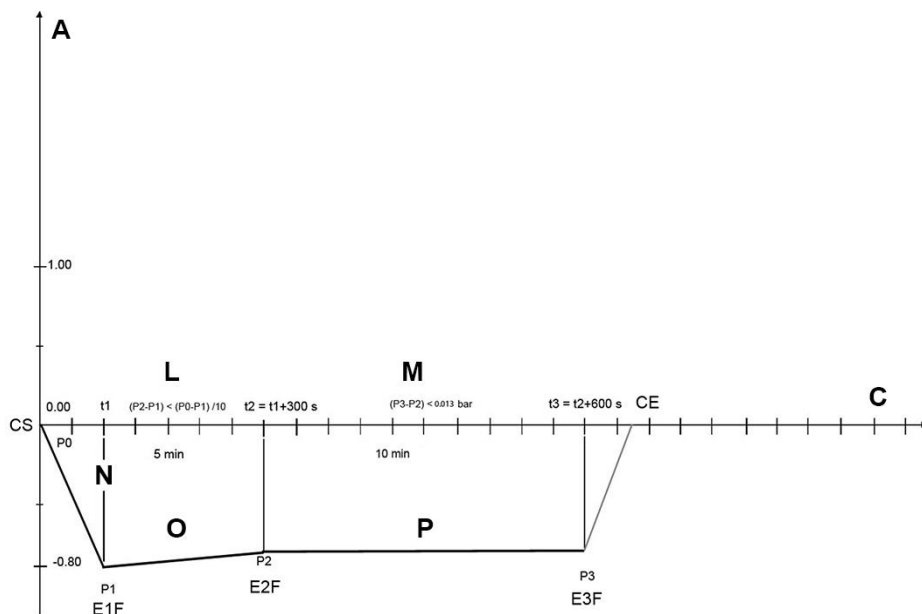 A
1.00
L
M
0.00
t1
(P2-P1) < (P0-P1) /10
t2 = t1+300 s
(P3-P2) < 0.013 bar
t3 = t2+600 s
CE
C
CS
P0
5 min
10 min
N
O
P
-0.80
P1
P2
P3
E1F
E2F
E3F